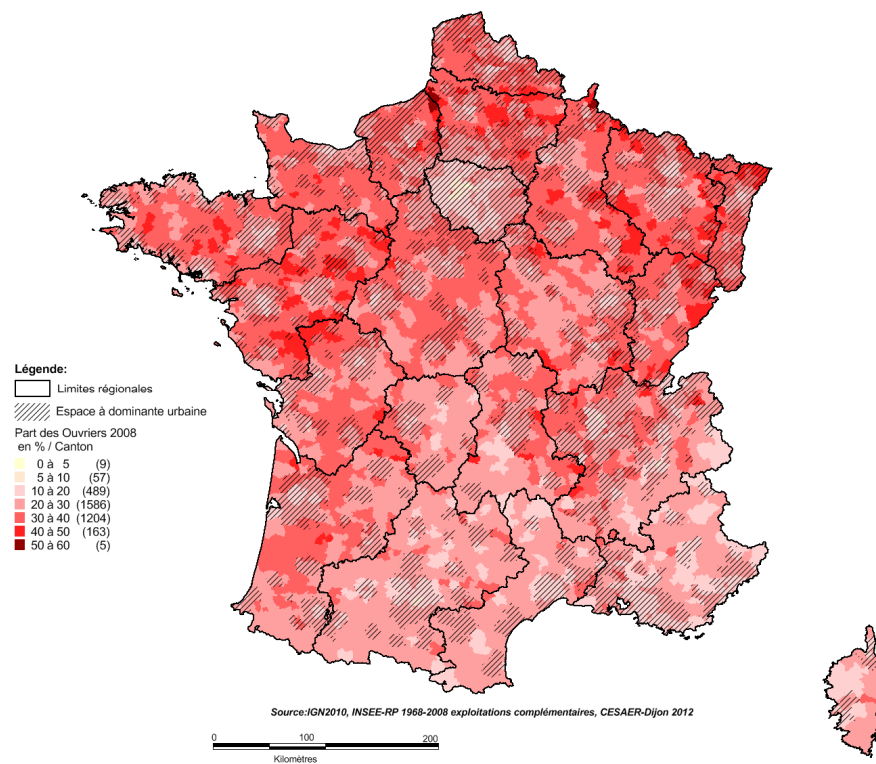 Légende:
Limites régionales
Espace à dominante urbaine
Part des Ouvriers 2008
en % / Canton
0 à 5 (9)
5 à 10 (57)
10 à 20 (489)
20 à 30 (1586)
30 à 40 (1204)
40 à 50 (163)
50 à 60 (5)
Source:IGN2010, INSEE-RP 1968-2008 exploitations complémentaires, CESAER-Dijon 2012
0 100 200
Kilomètres